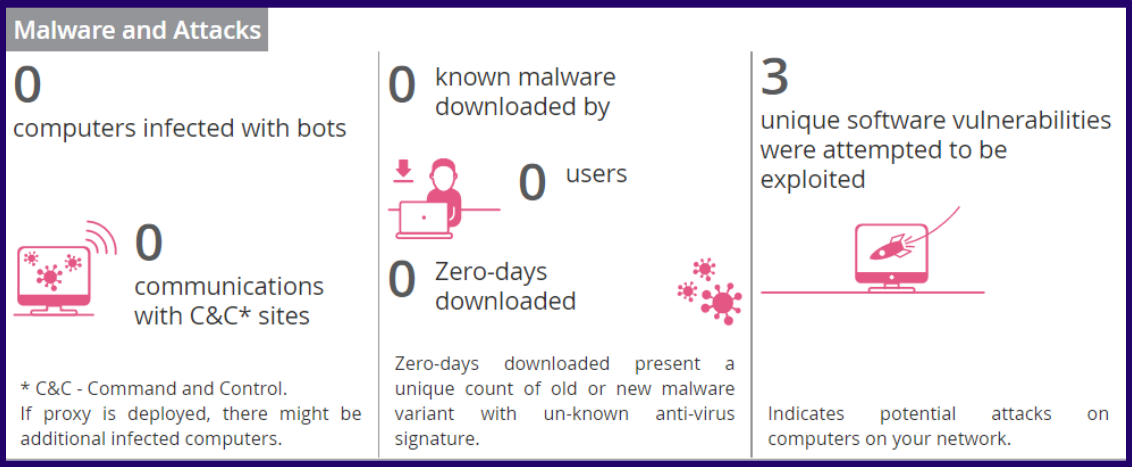 Malware and Attacks
0
computers infected with bots
0
communications
with C&C* sites
* C&C - Command and Control.
If proxy is deployed, there might be
additional infected computers.
0 known malware
downloaded by
0 users
0 Zero-days
downloaded
Zero-days downloaded present a
unique count of old or new malware
variant with un-known anti-virus
signature.
3
unique software vulnerabilities
were attempted to be
exploited
Indicates potential attacks on
computers on your network.